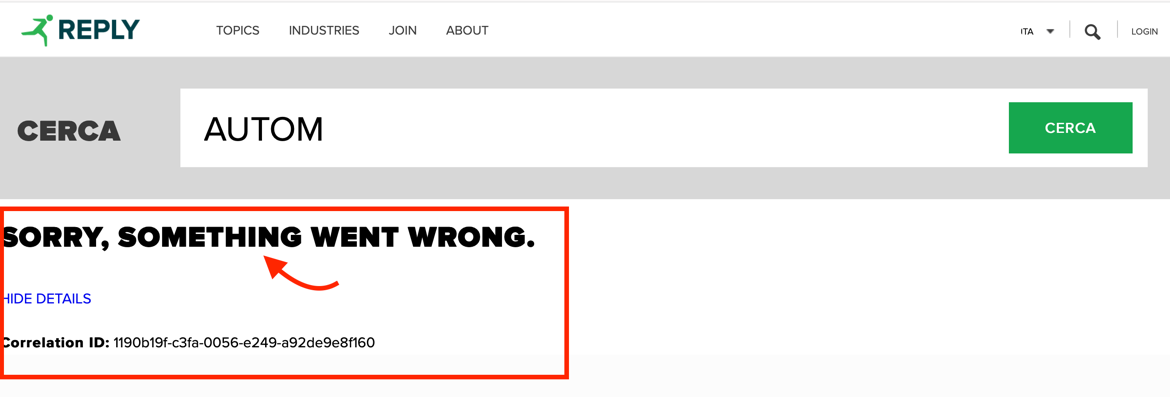 REPLY
TOPICS INDUSTRIES JOIN ABOUT
ITA LOGIN
CERCA AUTOM CERCA
SORRY, SOMETHING WENT WRONG.
HIDE DETAILS
Correlation ID: 1190b19f-c3fa-0056-e249-a92de9e8f160